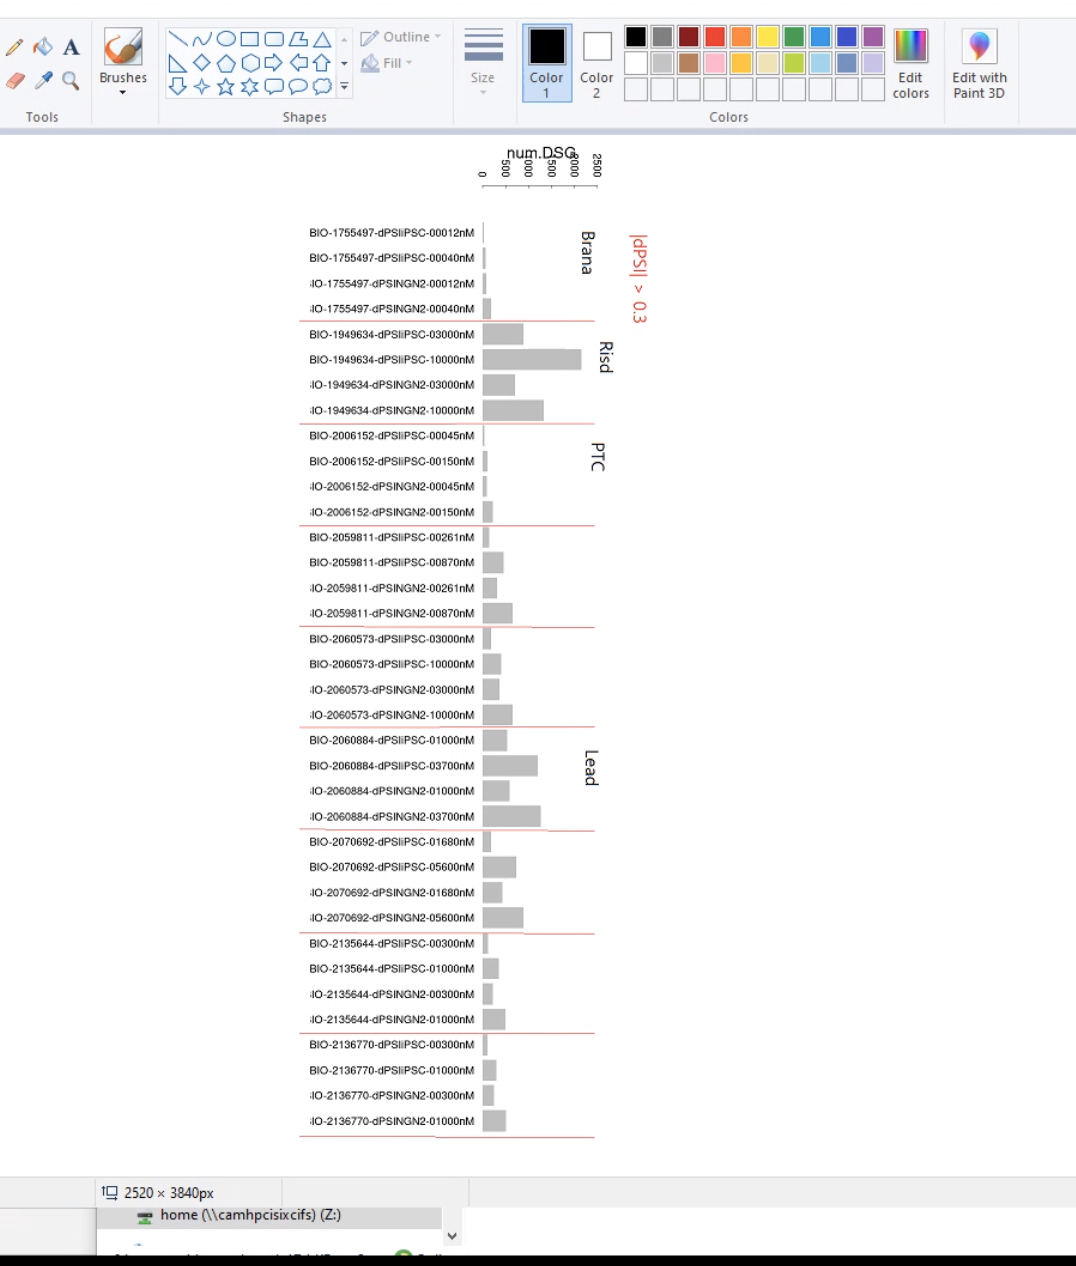 Outline
Fill
Brushes
Size
Color 1
Color 2
Edit colors
Edit with Paint 3D
Tools
Shapes
Colors
num.DSG
0
500
2500
BIO-1755497-dPSIiPSC-00012nM
BIO-1755497-dPSIiPSC-00040nM
IO-1755497-dPSINGN2-00012nM
IO-1755497-dPSINGN2-00040nM
Brana
|dPSI| > 0.3
BIO-1949634-dPSIiPSC-03000nM
BIO-1949634-dPSIiPSC-10000nM
IO-1949634-dPSINGN2-03000nM
IO-1949634-dPSINGN2-10000nM
Risd
BIO-2006152-dPSIiPSC-00045nM
BIO-2006152-dPSIiPSC-00150nM
IO-2006152-dPSINGN2-00045nM
IO-2006152-dPSINGN2-00150nM
PTC
BIO-2059811-dPSIiPSC-00261nM
BIO-2059811-dPSIiPSC-00870nM
IO-2059811-dPSINGN2-00261nM
IO-2059811-dPSINGN2-00870nM
BIO-2060573-dPSIiPSC-03000nM
BIO-2060573-dPSIiPSC-10000nM
IO-2060573-dPSINGN2-03000nM
IO-2060573-dPSINGN2-10000nM
BIO-2060884-dPSIiPSC-01000nM
BIO-2060884-dPSIiPSC-03700nM
IO-2060884-dPSINGN2-01000nM
IO-2060884-dPSINGN2-03700nM
Lead
BIO-2070692-dPSIiPSC-01680nM
BIO-2070692-dPSIiPSC-05600nM
IO-2070692-dPSINGN2-01680nM
IO-2070692-dPSINGN2-05600nM
BIO-2135644-dPSIiPSC-00300nM
BIO-2135644-dPSIiPSC-01000nM
IO-2135644-dPSINGN2-00300nM
IO-2135644-dPSINGN2-01000nM
BIO-2136770-dPSIiPSC-00300nM
BIO-2136770-dPSIiPSC-01000nM
IO-2136770-dPSINGN2-00300nM
IO-2136770-dPSINGN2-01000nM
2520 × 3840px
home (\\camhpcisixcifs) (Z:)